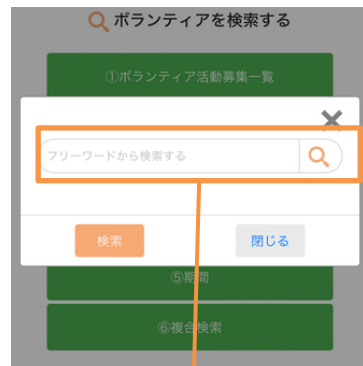 ボランティアを検索する
①ボランティア活動募集一覧
フリーワードから検索する
検索
閉じる
⑤期間
⑥複合検索